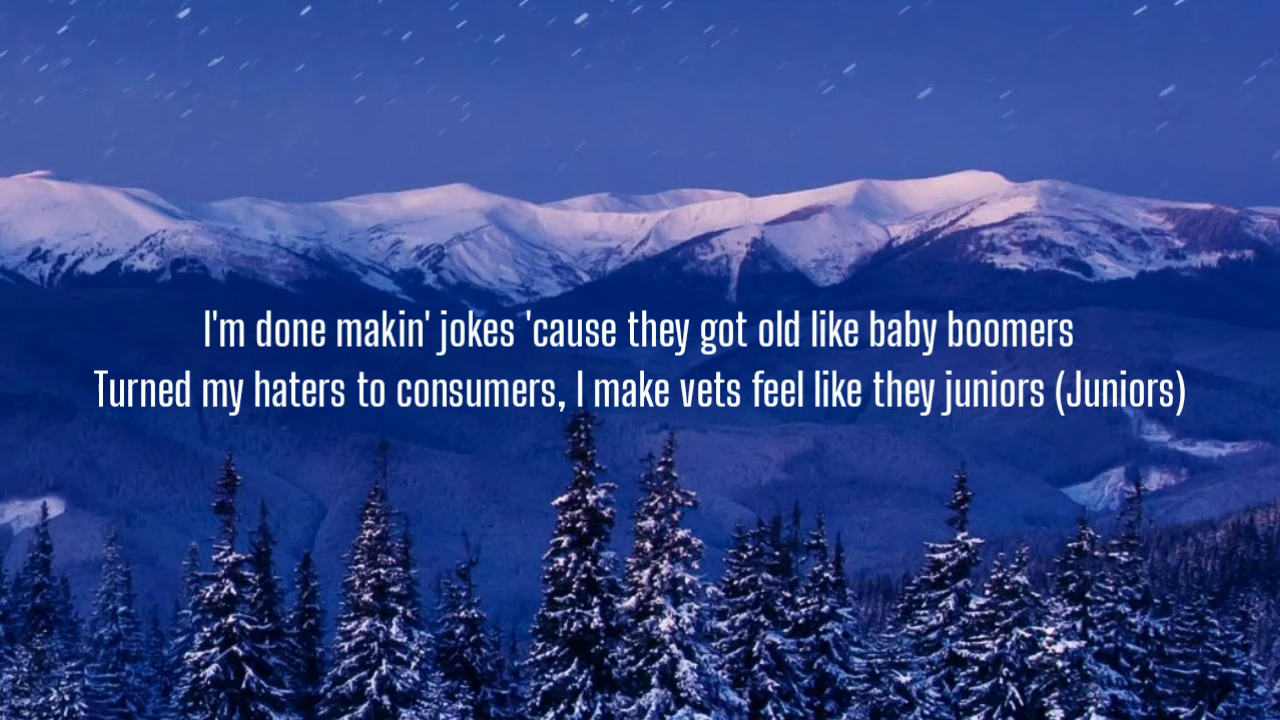 I'm done makin' jokes 'cause they got old like baby boomers
Turned my haters to consumers, I make vets feel like they juniors (Juniors)